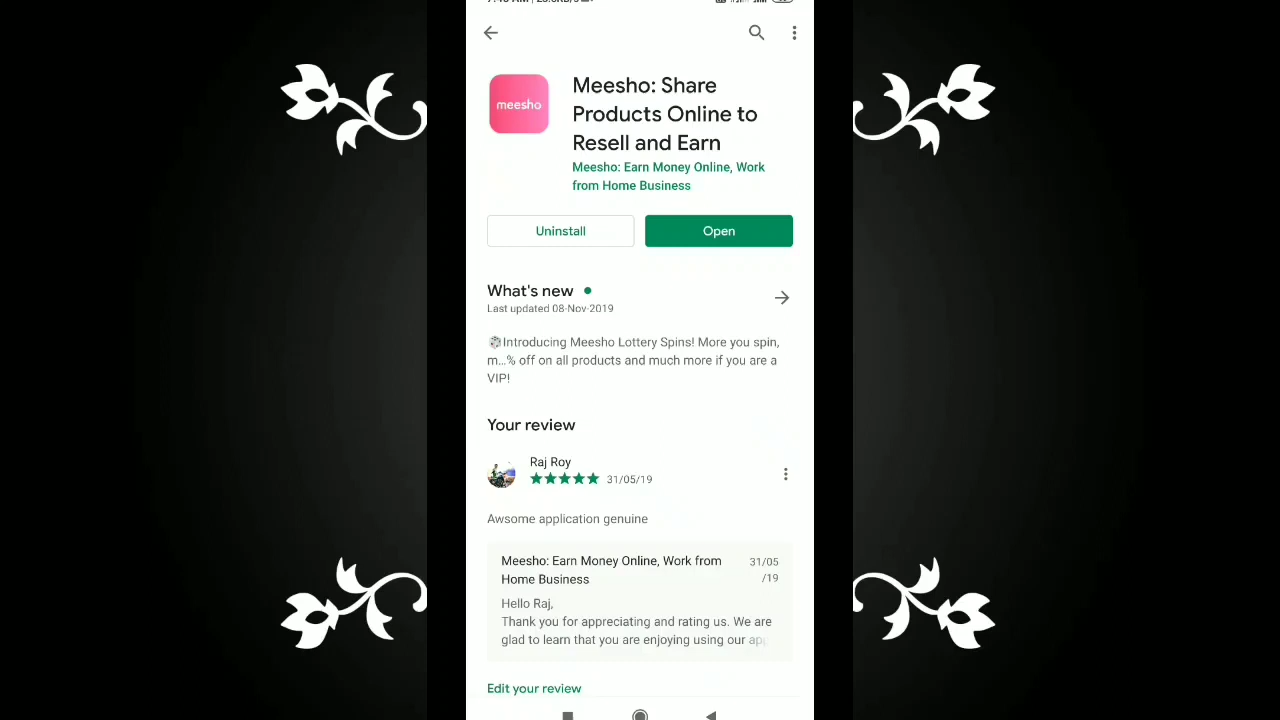 meesho
Meesho: Share
Products Online to
Resell and Earn
Meesho: Earn Money Online, Work
from Home Business
Uninstall
Open
What's new
Last updated 08-Nov-2019
Introducing Meesho Lottery Spins! More you spin,
m...% off on all products and much more if you are a
VIP!
Your review
Raj Roy
31/05/19
Awsome application genuine
Meesho: Earn Money Online, Work from
Home Business
31/05
/19
Hello Raj,
Thank you for appreciating and rating us. We are
glad to learn that you are enjoying using our app
Edit your review